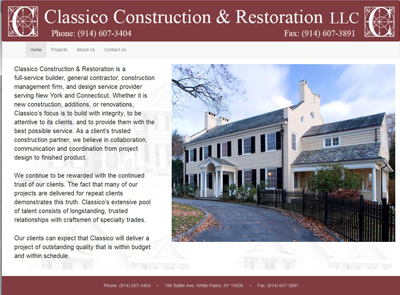 Classico Construction & Restoration LLC
Phone: (914) 607-3404 Fax: (914) 607-3891
Home Projects About Us Contact Us
Classico Construction & Restoration is a
full-service builder, general contractor, construction
management firm, and design service provider
serving New York and Connecticut. Whether it is
new construction, additions, or renovations,
Classico's focus is to build with integrity, to be
attentive to its clients, and to provide them with the
best possible service. As a client's trusted
construction partner, we believe in collaboration,
communication and coordination from project
design to finished product.
We continue to be rewarded with the continued
trust of our clients. The fact that many of our
projects are delivered for repeat clients
demonstrates this truth. Classico's extensive pool
of talent consists of longstanding, trusted
relationships with craftsmen of specialty trades.
Our clients can expect that Classico will deliver a
project of outstanding quality that is within budget
and within schedule.
Phone: (914) 607-3404 • 196 Battle Ave, White Plains, NY 10606 • Fax: (914) 607-3891